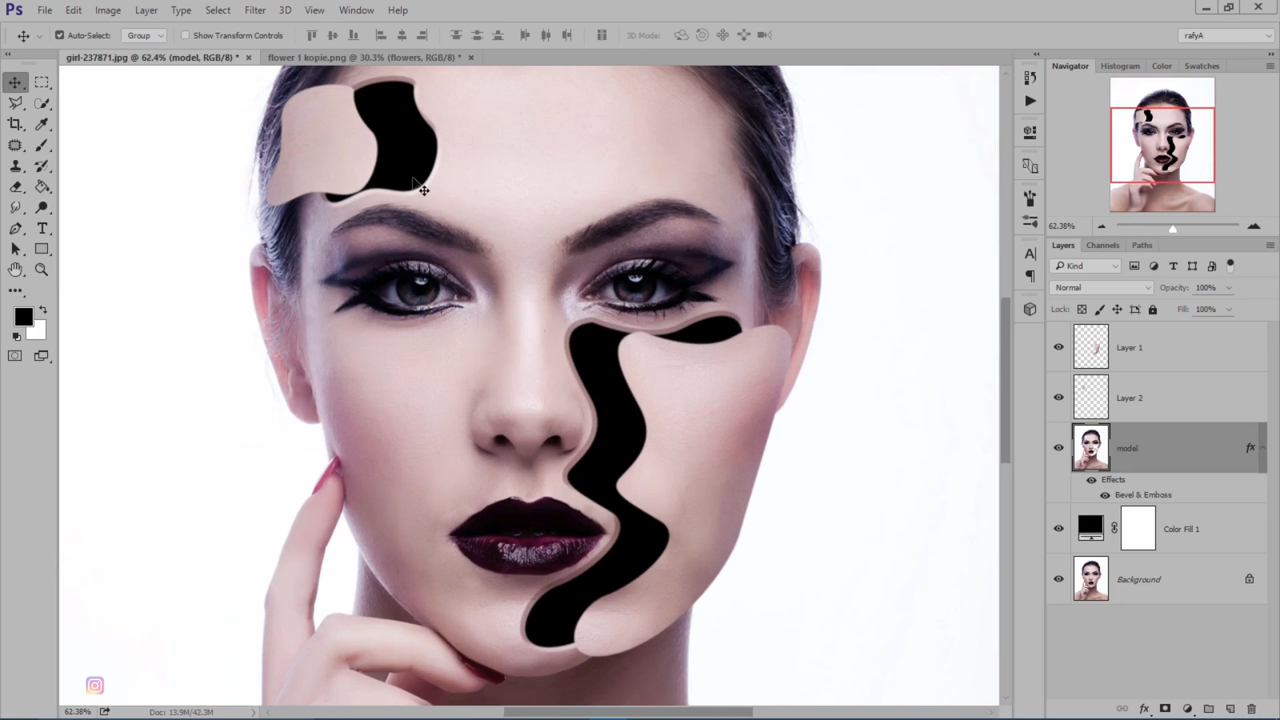 Ps File Edit Image Layer Type Select Filter 3D View Window Help
Auto-Select: Group Show Transform Controls 3D Mode: rafyA
girl-237871.jpg @ 62.4% (model, RGB/8) * × flower 1 kopie.png @ 30.3% (flowers, RGB/8) * ×
Navigator Histogram Color Swatches
62.38%
Layers Channels Paths
Kind
Normal Opacity: 100%
Lock: Fill: 100%
Layer 1
Layer 2
model fx
Effects
Bevel & Emboss
Color Fill 1
Background
62.38% Doc: 13.9M/42.3M
fx